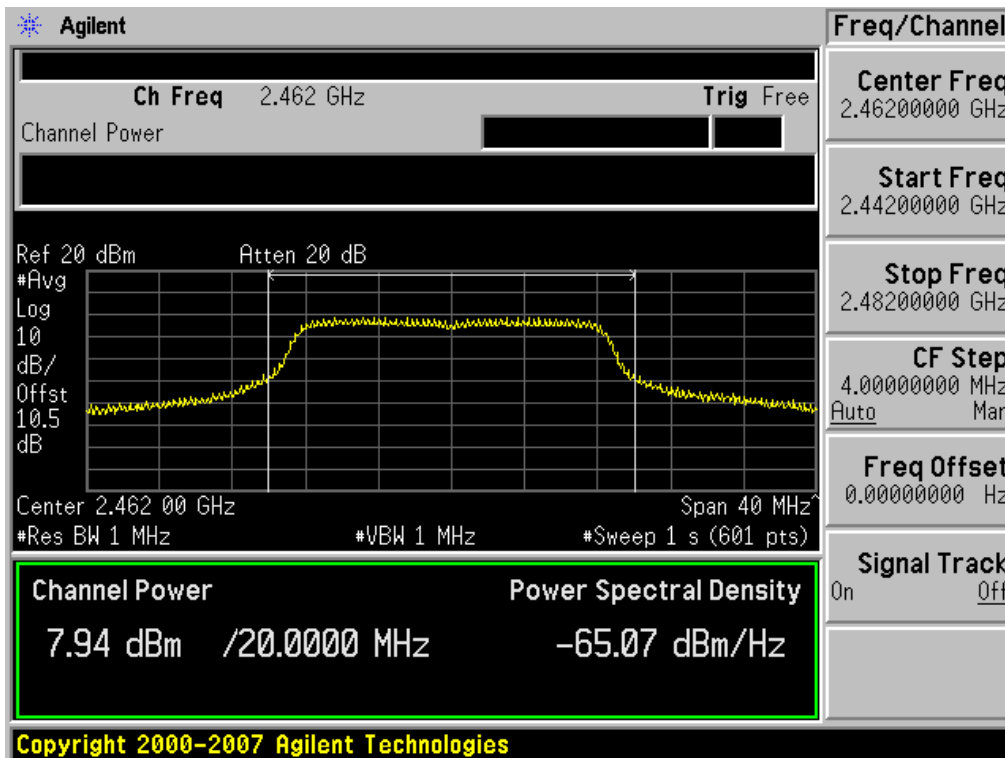 Agilent
Freq/Channel
Ch Freq 2.462 GHz Trig Free
Channel Power
Center Freq
2.46200000 GHz
Start Freq
2.44200000 GHz
Stop Freq
2.48200000 GHz
CF Step
4.00000000 MHz
Auto Man
Freq Offset
0.00000000 Hz
Signal Track
On Off
Ref 20 dBm Atten 20 dB
#Avg
Log
10
dB/
Offst
10.5
dB
Center 2.462 00 GHz Span 40 MHz^
#Res BW 1 MHz #VBW 1 MHz #Sweep 1 s (601 pts)
Channel Power Power Spectral Density
7.94 dBm /20.0000 MHz -65.07 dBm/Hz
Copyright 2000-2007 Agilent Technologies